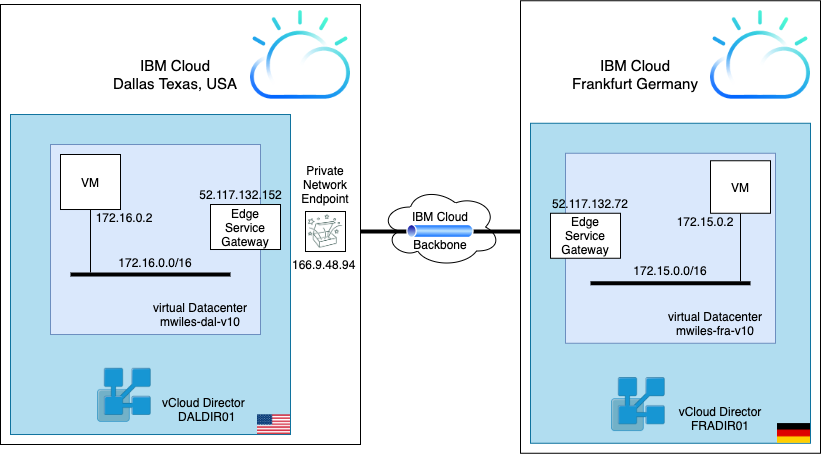 IBM Cloud
Dallas Texas, USA
VM
172.16.0.2
52.117.132.152
Edge
Service
Gateway
172.16.0.0/16
virtual Datacenter
mwiles-dal-v10
vCloud Director
DALDIR01
Private
Network
Endpoint
166.9.48.94
IBM Cloud
Backbone
IBM Cloud
Frankfurt Germany
52.117.132.72
Edge
Service
Gateway
VM
172.15.0.2
172.15.0.0/16
virtual Datacenter
mwiles-fra-v10
vCloud Director
FRADIR01